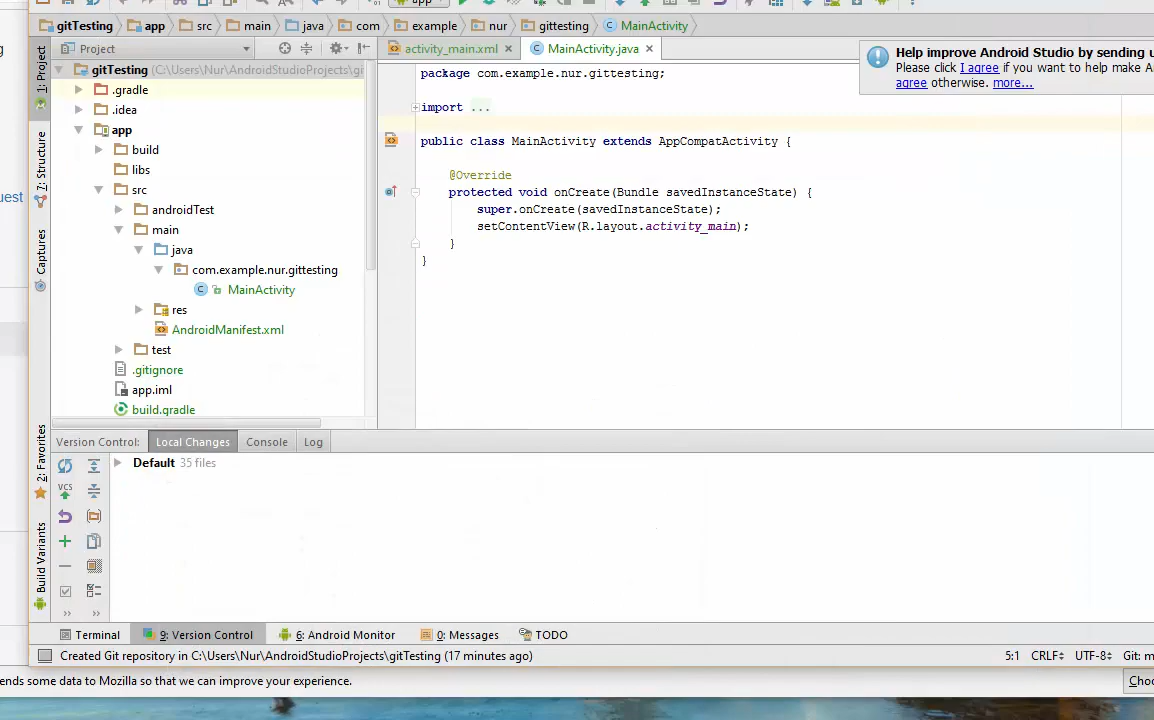 app
gitTesting app src main java com example nur gittesting MainActivity
Project activity_main.xml MainActivity.java
1: Project
7: Structure
Captures
2: Favorites
Build Variants
uest
gitTesting (C:\Users\Nur\AndroidStudioProjects\gi
.gradle
.idea
app
build
libs
src
androidTest
main
java
com.example.nur.gittesting
MainActivity
res
AndroidManifest.xml
test
.gitignore
app.iml
build.gradle
package com.example.nur.gittesting;
import ...
public class MainActivity extends AppCompatActivity {
@Override
protected void onCreate(Bundle savedInstanceState) {
super.onCreate(savedInstanceState);
setContentView(R.layout.activity_main);
}
}
Help improve Android Studio by sending u
Please click I agree if you want to help make An
agree otherwise. more...
Version Control: Local Changes Console Log
VCS
Default 35 files
Terminal 9: Version Control 6: Android Monitor 0: Messages TODO
Created Git repository in C:\Users\Nur\AndroidStudioProjects\gitTesting (17 minutes ago) 5:1 CRLF UTF-8 Git: m
ends some data to Mozilla so that we can improve your experience. Choo